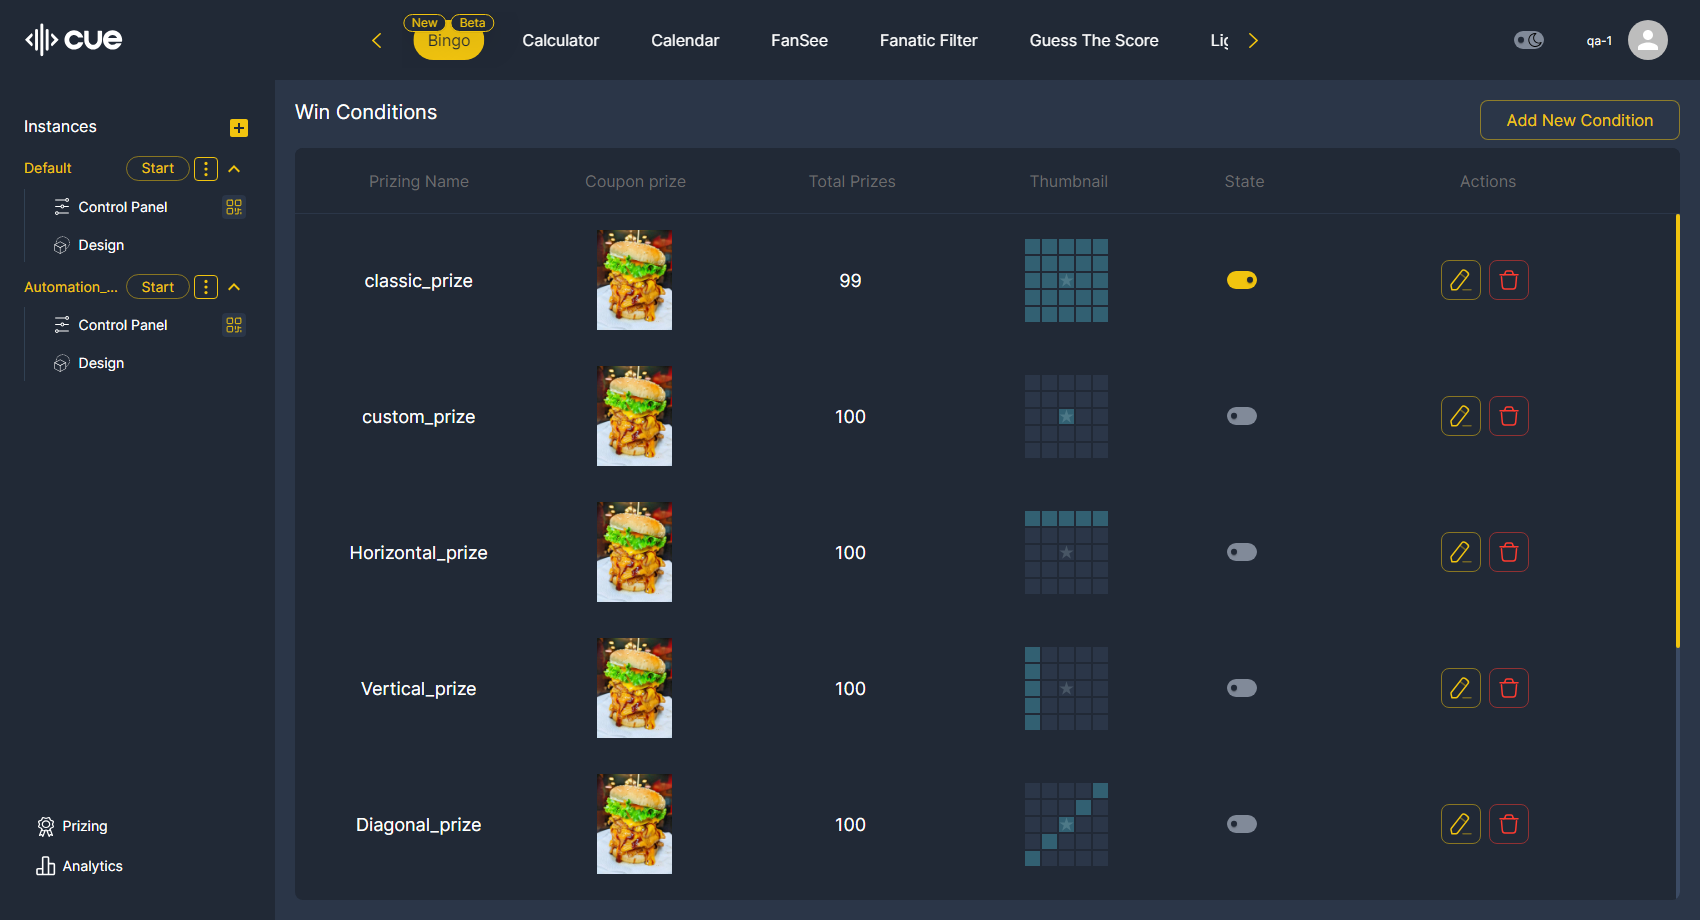 cue
New Beta
Bingo Calculator Calendar FanSee Fanatic Filter Guess The Score
qa-1
Instances
Default Start
Control Panel
Design
Automation_... Start
Control Panel
Design
Prizing
Analytics
Win Conditions
Add New Condition
Prizing Name Coupon prize Total Prizes Thumbnail State Actions
classic_prize 99
custom_prize 100
Horizontal_prize 100
Vertical_prize 100
Diagonal_prize 100